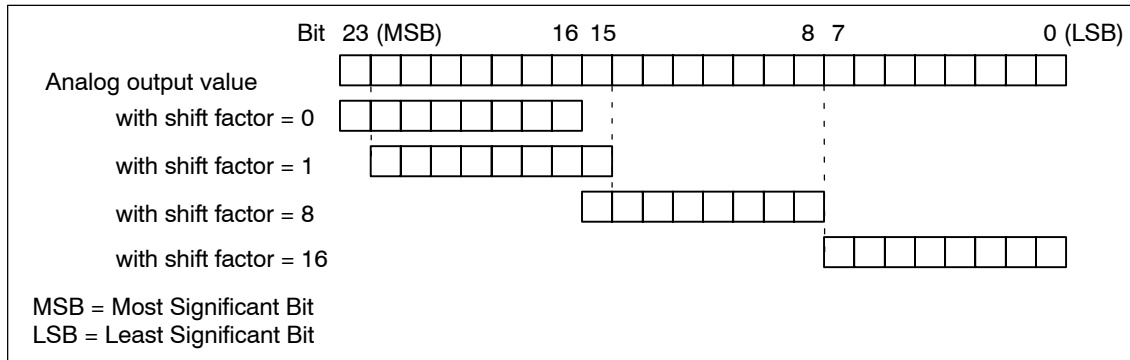 Bit 23 (MSB) 16 15 8 7 0 (LSB)
Analog output value
with shift factor = 0
with shift factor = 1
with shift factor = 8
with shift factor = 16
MSB = Most Significant Bit
LSB = Least Significant Bit